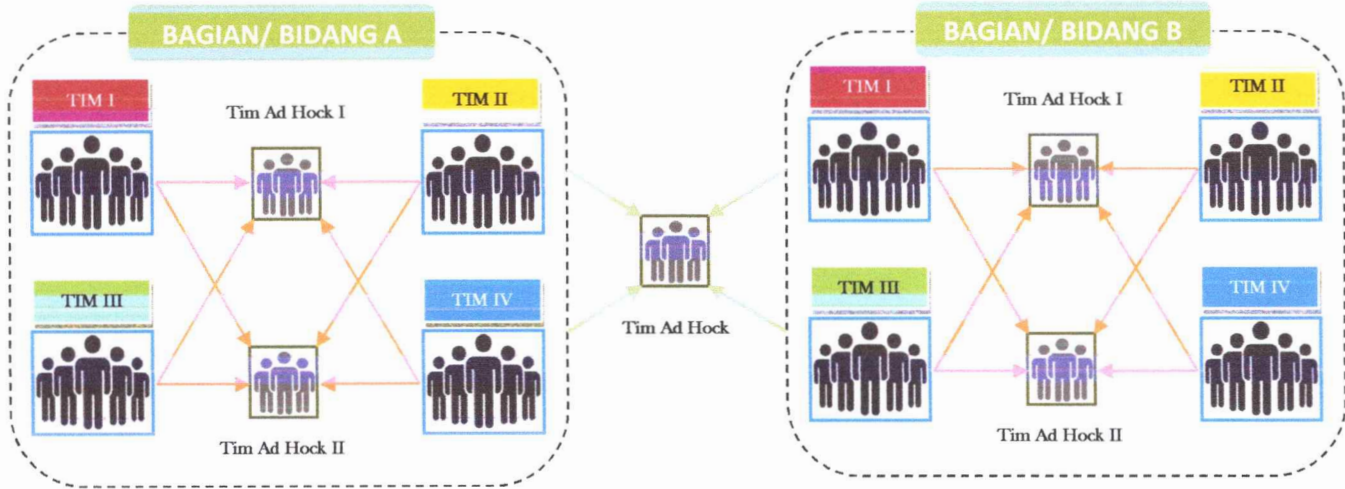 BAGIAN/ BIDANG A
TIM I
Tim Ad Hock I
TIM II
TIM III
TIM IV
Tim Ad Hock II
Tim Ad Hock
BAGIAN/ BIDANG B
TIM I
Tim Ad Hock I
TIM II
TIM III
TIM IV
Tim Ad Hock II